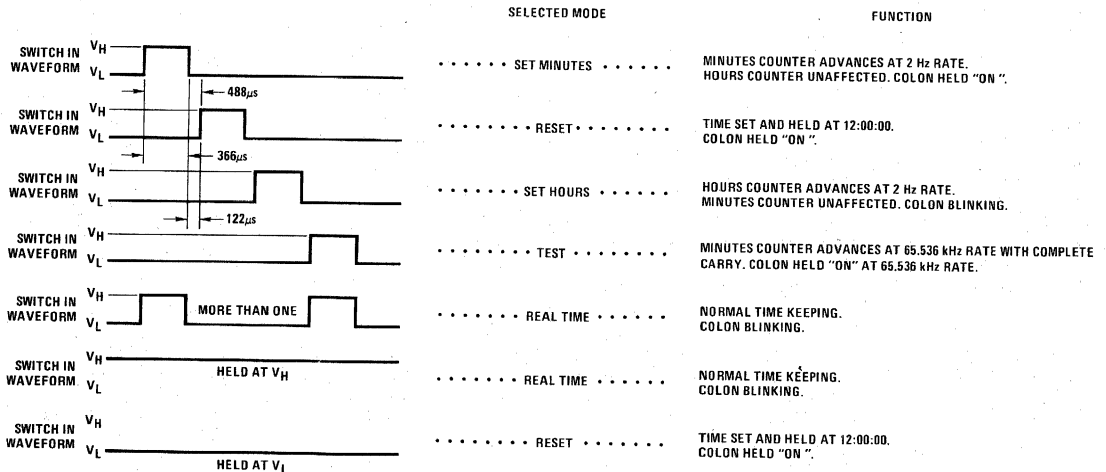 SELECTED MODE
FUNCTION
SWITCH IN
WAVEFORM
VH
VL
• • • • • • SET MINUTES • • • • • •
MINUTES COUNTER ADVANCES AT 2 Hz RATE.
HOURS COUNTER UNAFFECTED. COLON HELD "ON ".
488µs
SWITCH IN
WAVEFORM
VH
VL
• • • • • • • • RESET • • • • • • • •
TIME SET AND HELD AT 12:00:00.
COLON HELD "ON ".
366µs
SWITCH IN
WAVEFORM
VH
VL
• • • • • • • SET HOURS • • • • • •
HOURS COUNTER ADVANCES AT 2 Hz RATE.
MINUTES COUNTER UNAFFECTED. COLON BLINKING.
122µs
SWITCH IN
WAVEFORM
VH
VL
• • • • • • • • TEST • • • • • • • •
MINUTES COUNTER ADVANCES AT 65.536 kHz RATE WITH COMPLETE
CARRY. COLON HELD "ON" AT 65.536 kHz RATE.
SWITCH IN
WAVEFORM
VH
VL
MORE THAN ONE
• • • • • • • REAL TIME • • • • • •
NORMAL TIME KEEPING.
COLON BLINKING.
SWITCH IN
WAVEFORM
VH
VL
HELD AT VH
• • • • • • • REAL TIME • • • • • •
NORMAL TIME KEEPING.
COLON BLINKING.
SWITCH IN
WAVEFORM
VH
VL
HELD AT VL
• • • • • • • • RESET • • • • • • •
TIME SET AND HELD AT 12:00:00.
COLON HELD "ON ".